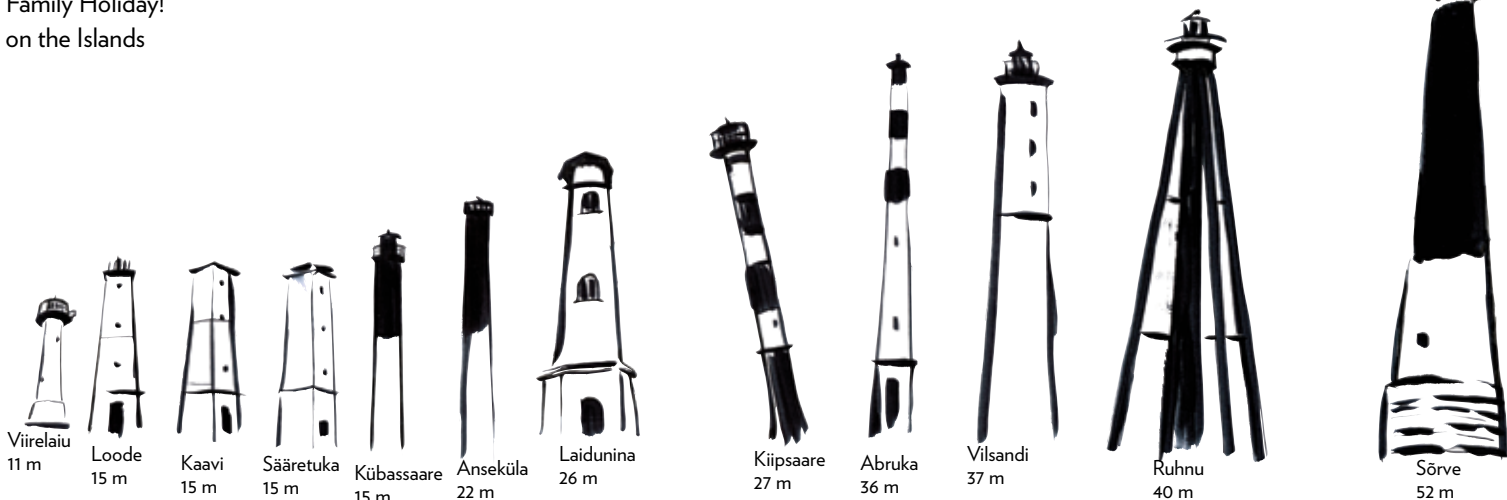 Family Holiday!
on the Islands
Viirelaiu
11 m
Loode
15 m
Kaavi
15 m
Sääretuka
15 m
Kübassaare
15 m
Anseküla
22 m
Laidunina
26 m
Kiipsaare
27 m
Abruka
36 m
Vilsandi
37 m
Ruhnu
40 m
Sõrve
52 m